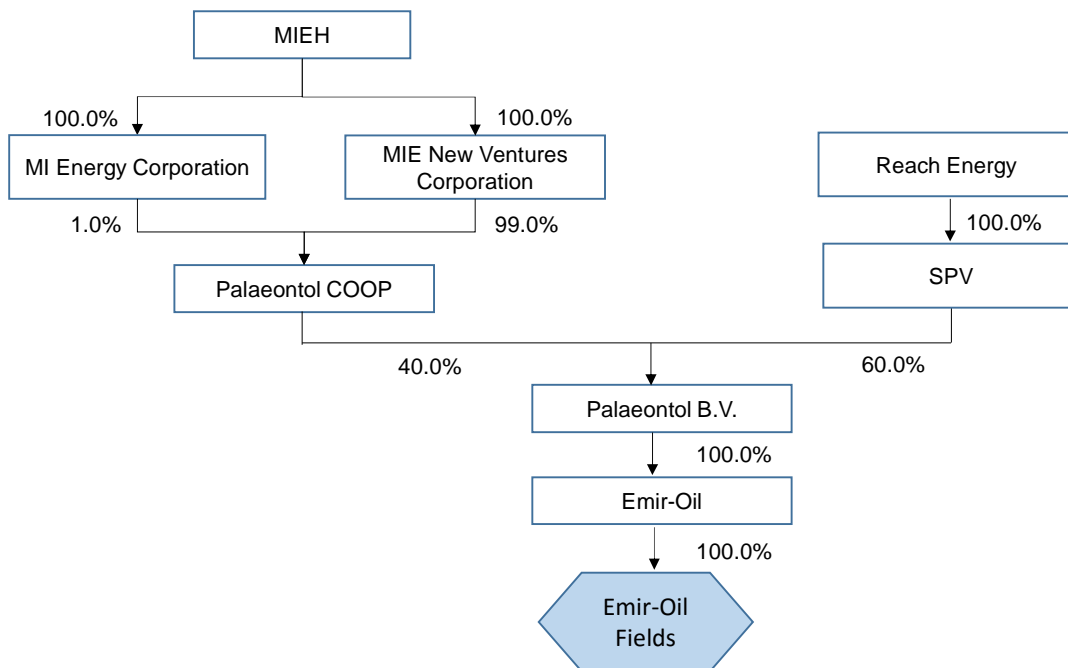 MIEH
100.0%
100.0%
MI Energy Corporation
MIE New Ventures
Corporation
Reach Energy
1.0%
99.0%
100.0%
Palaeontol COOP
SPV
40.0%
60.0%
Palaeontol B.V.
100.0%
Emir-Oil
100.0%
Emir-Oil
Fields